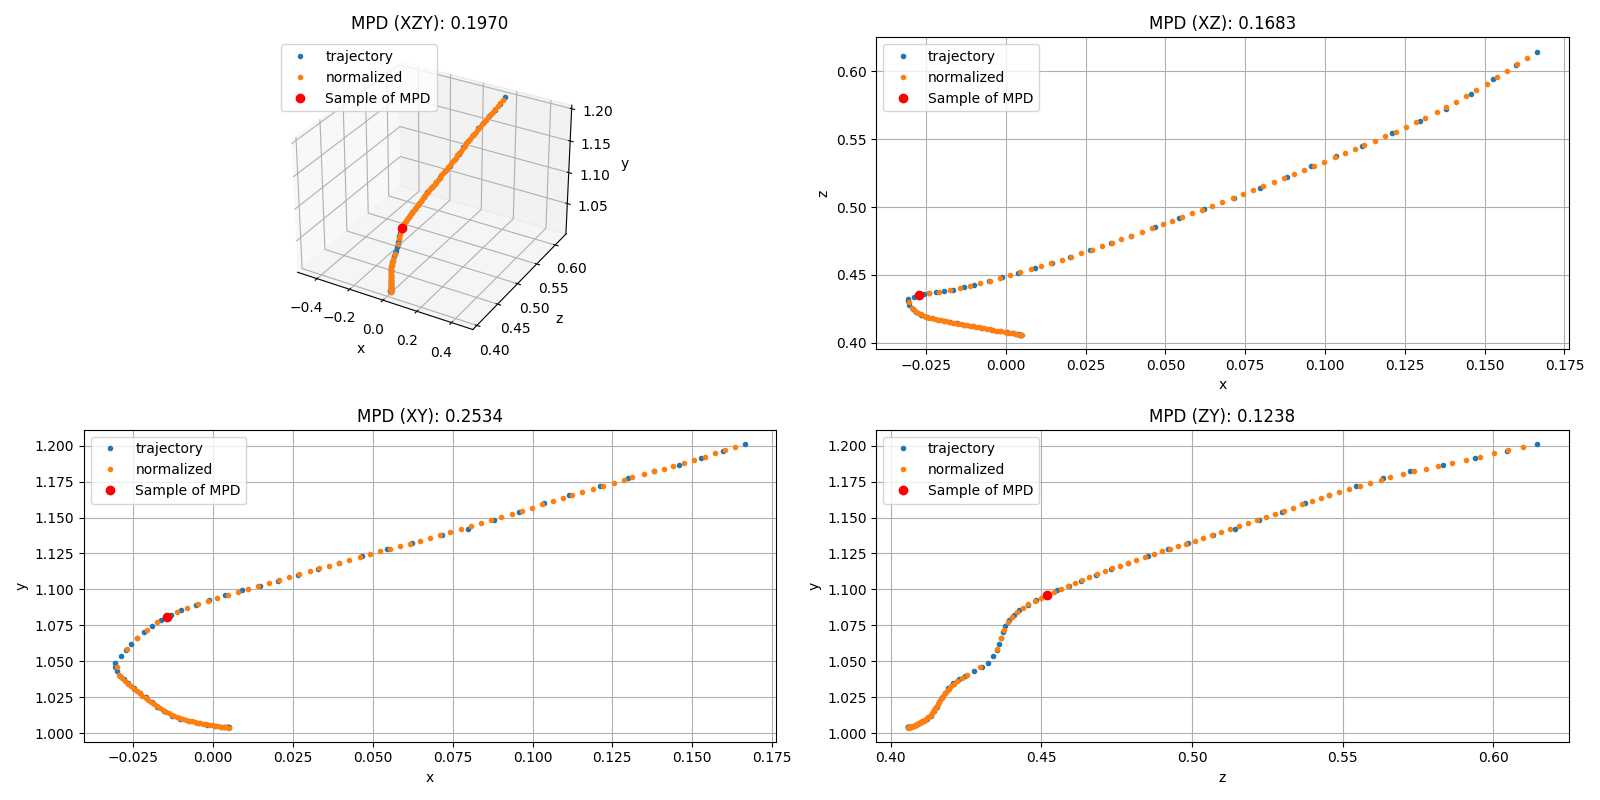 MPD (XZY): 0.1970
trajectory
normalized
Sample of MPD
1.20
1.15
1.10
1.05
y
−0.4
−0.2
0.0
0.2
0.4
x
0.40
0.45
0.50
0.55
0.60
z
MPD (XZ): 0.1683
trajectory
normalized
Sample of MPD
0.60
0.55
0.50
0.45
0.40
z
−0.025 0.000 0.025 0.050 0.075 0.100 0.125 0.150 0.175
x
MPD (XY): 0.2534
trajectory
normalized
Sample of MPD
1.200
1.175
1.150
1.125
1.100
1.075
1.050
1.025
1.000
y
−0.025 0.000 0.025 0.050 0.075 0.100 0.125 0.150 0.175
x
MPD (ZY): 0.1238
trajectory
normalized
Sample of MPD
1.200
1.175
1.150
1.125
1.100
1.075
1.050
1.025
1.000
y
0.40 0.45 0.50 0.55 0.60
z